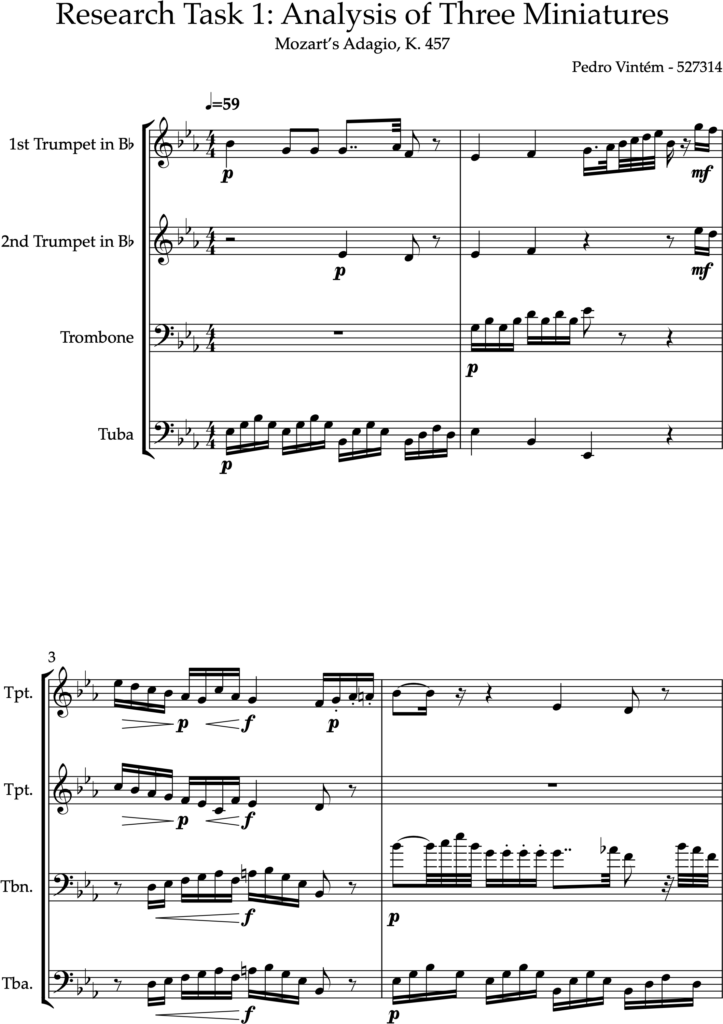 Research Task 1: Analysis of Three Miniatures
Mozart's Adagio, K. 457
Pedro Vintém - 527314
♩=59
1st Trumpet in B♭
p
mf
2nd Trumpet in B♭
p
mf
Trombone
p
Tuba
p
3
Tpt.
p f p
Tpt.
p f
Tbn.
f p
Tba.
f p